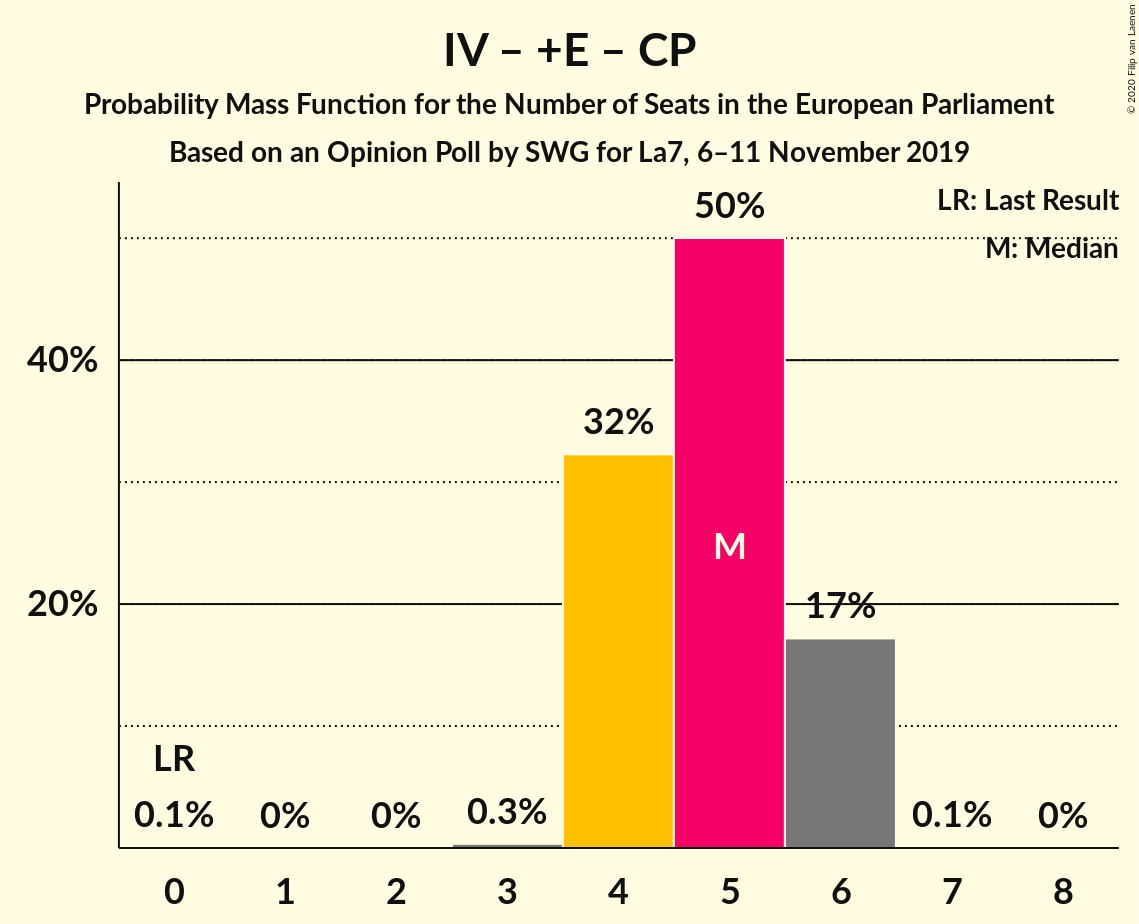 IV – +E – CP
Probability Mass Function for the Number of Seats in the European Parliament
Based on an Opinion Poll by SWG for La7, 6–11 November 2019
© 2020 Filip van Laenen
LR: Last Result
M: Median
50%
40%
32%
M
20%
17%
LR
0.1% 0% 0% 0.3% 0.1% 0%
0 1 2 3 4 5 6 7 8